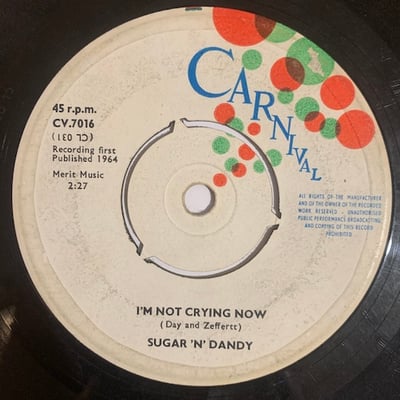 CARNIVAL
45 r.p.m.
CV.7016
(CL 031)
Recording first
Published 1964
Merit Music
2:27
ALL RIGHTS OF THE MANUFACTURER
AND OF THE OWNER OF THE RECORDED
WORK RESERVED - UNAUTHORISED
PUBLIC PERFORMANCE BROADCASTING
AND COPYING OF THIS RECORD
PROHIBITED
I'M NOT CRYING NOW
(Day and Zeffertt)
SUGAR 'N' DANDY